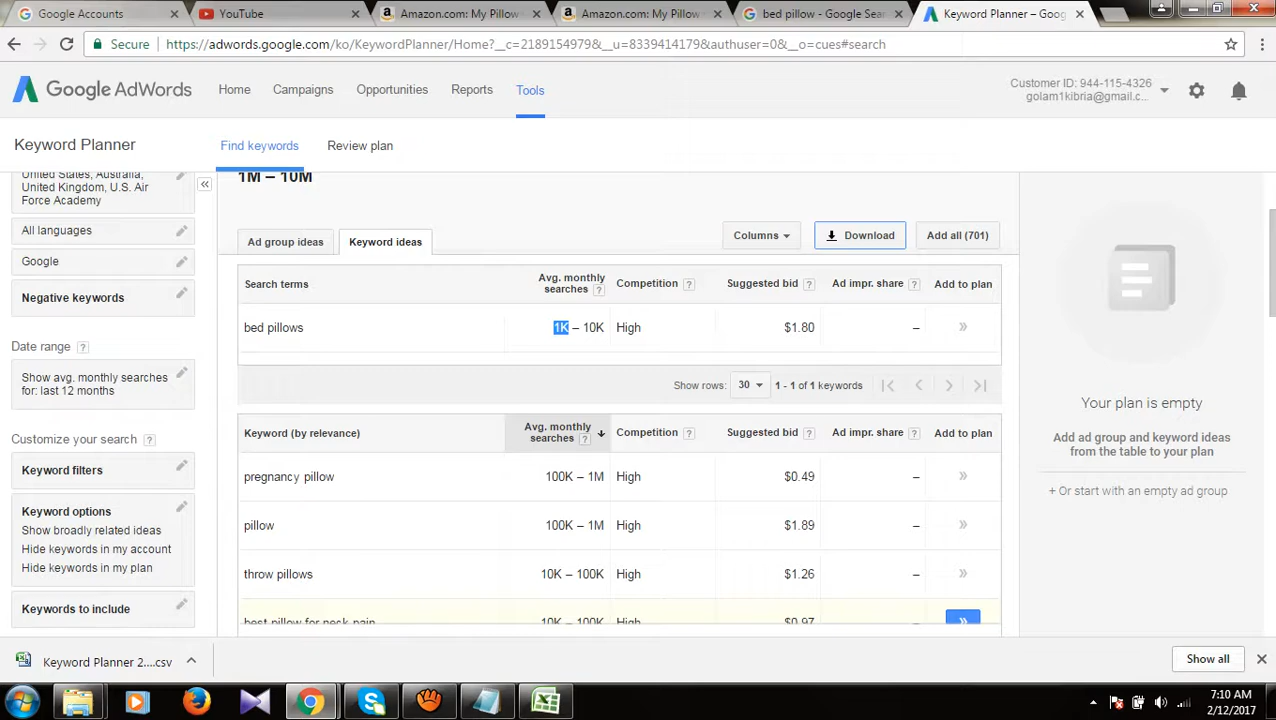 Google Accounts
YouTube
Amazon.com: My Pillow
Amazon.com: My Pillow
bed pillow - Google Sea
Keyword Planner – Goog
Secure
https://adwords.google.com/ko/KeywordPlanner/Home?__c=2189154979&__u=8339414179&authuser=0&__o=cues#search
Google AdWords
Home
Campaigns
Opportunities
Reports
Tools
Customer ID: 944-115-4326
golam1kibria@gmail.c...
Keyword Planner
Find keywords
Review plan
United States, Australia,
United Kingdom, U.S. Air
Force Academy
All languages
Google
Negative keywords
Date range ?
Show avg. monthly searches
for: last 12 months
Customize your search ?
Keyword filters
Keyword options
Show broadly related ideas
Hide keywords in my account
Hide keywords in my plan
Keywords to include
1M – 10M
Ad group ideas
Keyword ideas
Columns
Download
Add all (701)
Search terms
Avg. monthly
searches ?
Competition ?
Suggested bid ?
Ad impr. share ?
Add to plan
bed pillows 1K – 10K High $1.80 – »
Show rows: 30 1 - 1 of 1 keywords
Keyword (by relevance)
Avg. monthly
searches ?
Competition ?
Suggested bid ?
Ad impr. share ?
Add to plan
pregnancy pillow 100K – 1M High $0.49 – »
pillow 100K – 1M High $1.89 – »
throw pillows 10K – 100K High $1.26 – »
best pillow for neck pain 10K – 100K High $0.97 – »
Your plan is empty
Add ad group and keyword ideas
from the table to your plan
+ Or start with an empty ad group
Keyword Planner 2....csv
Show all
7:10 AM
2/12/2017